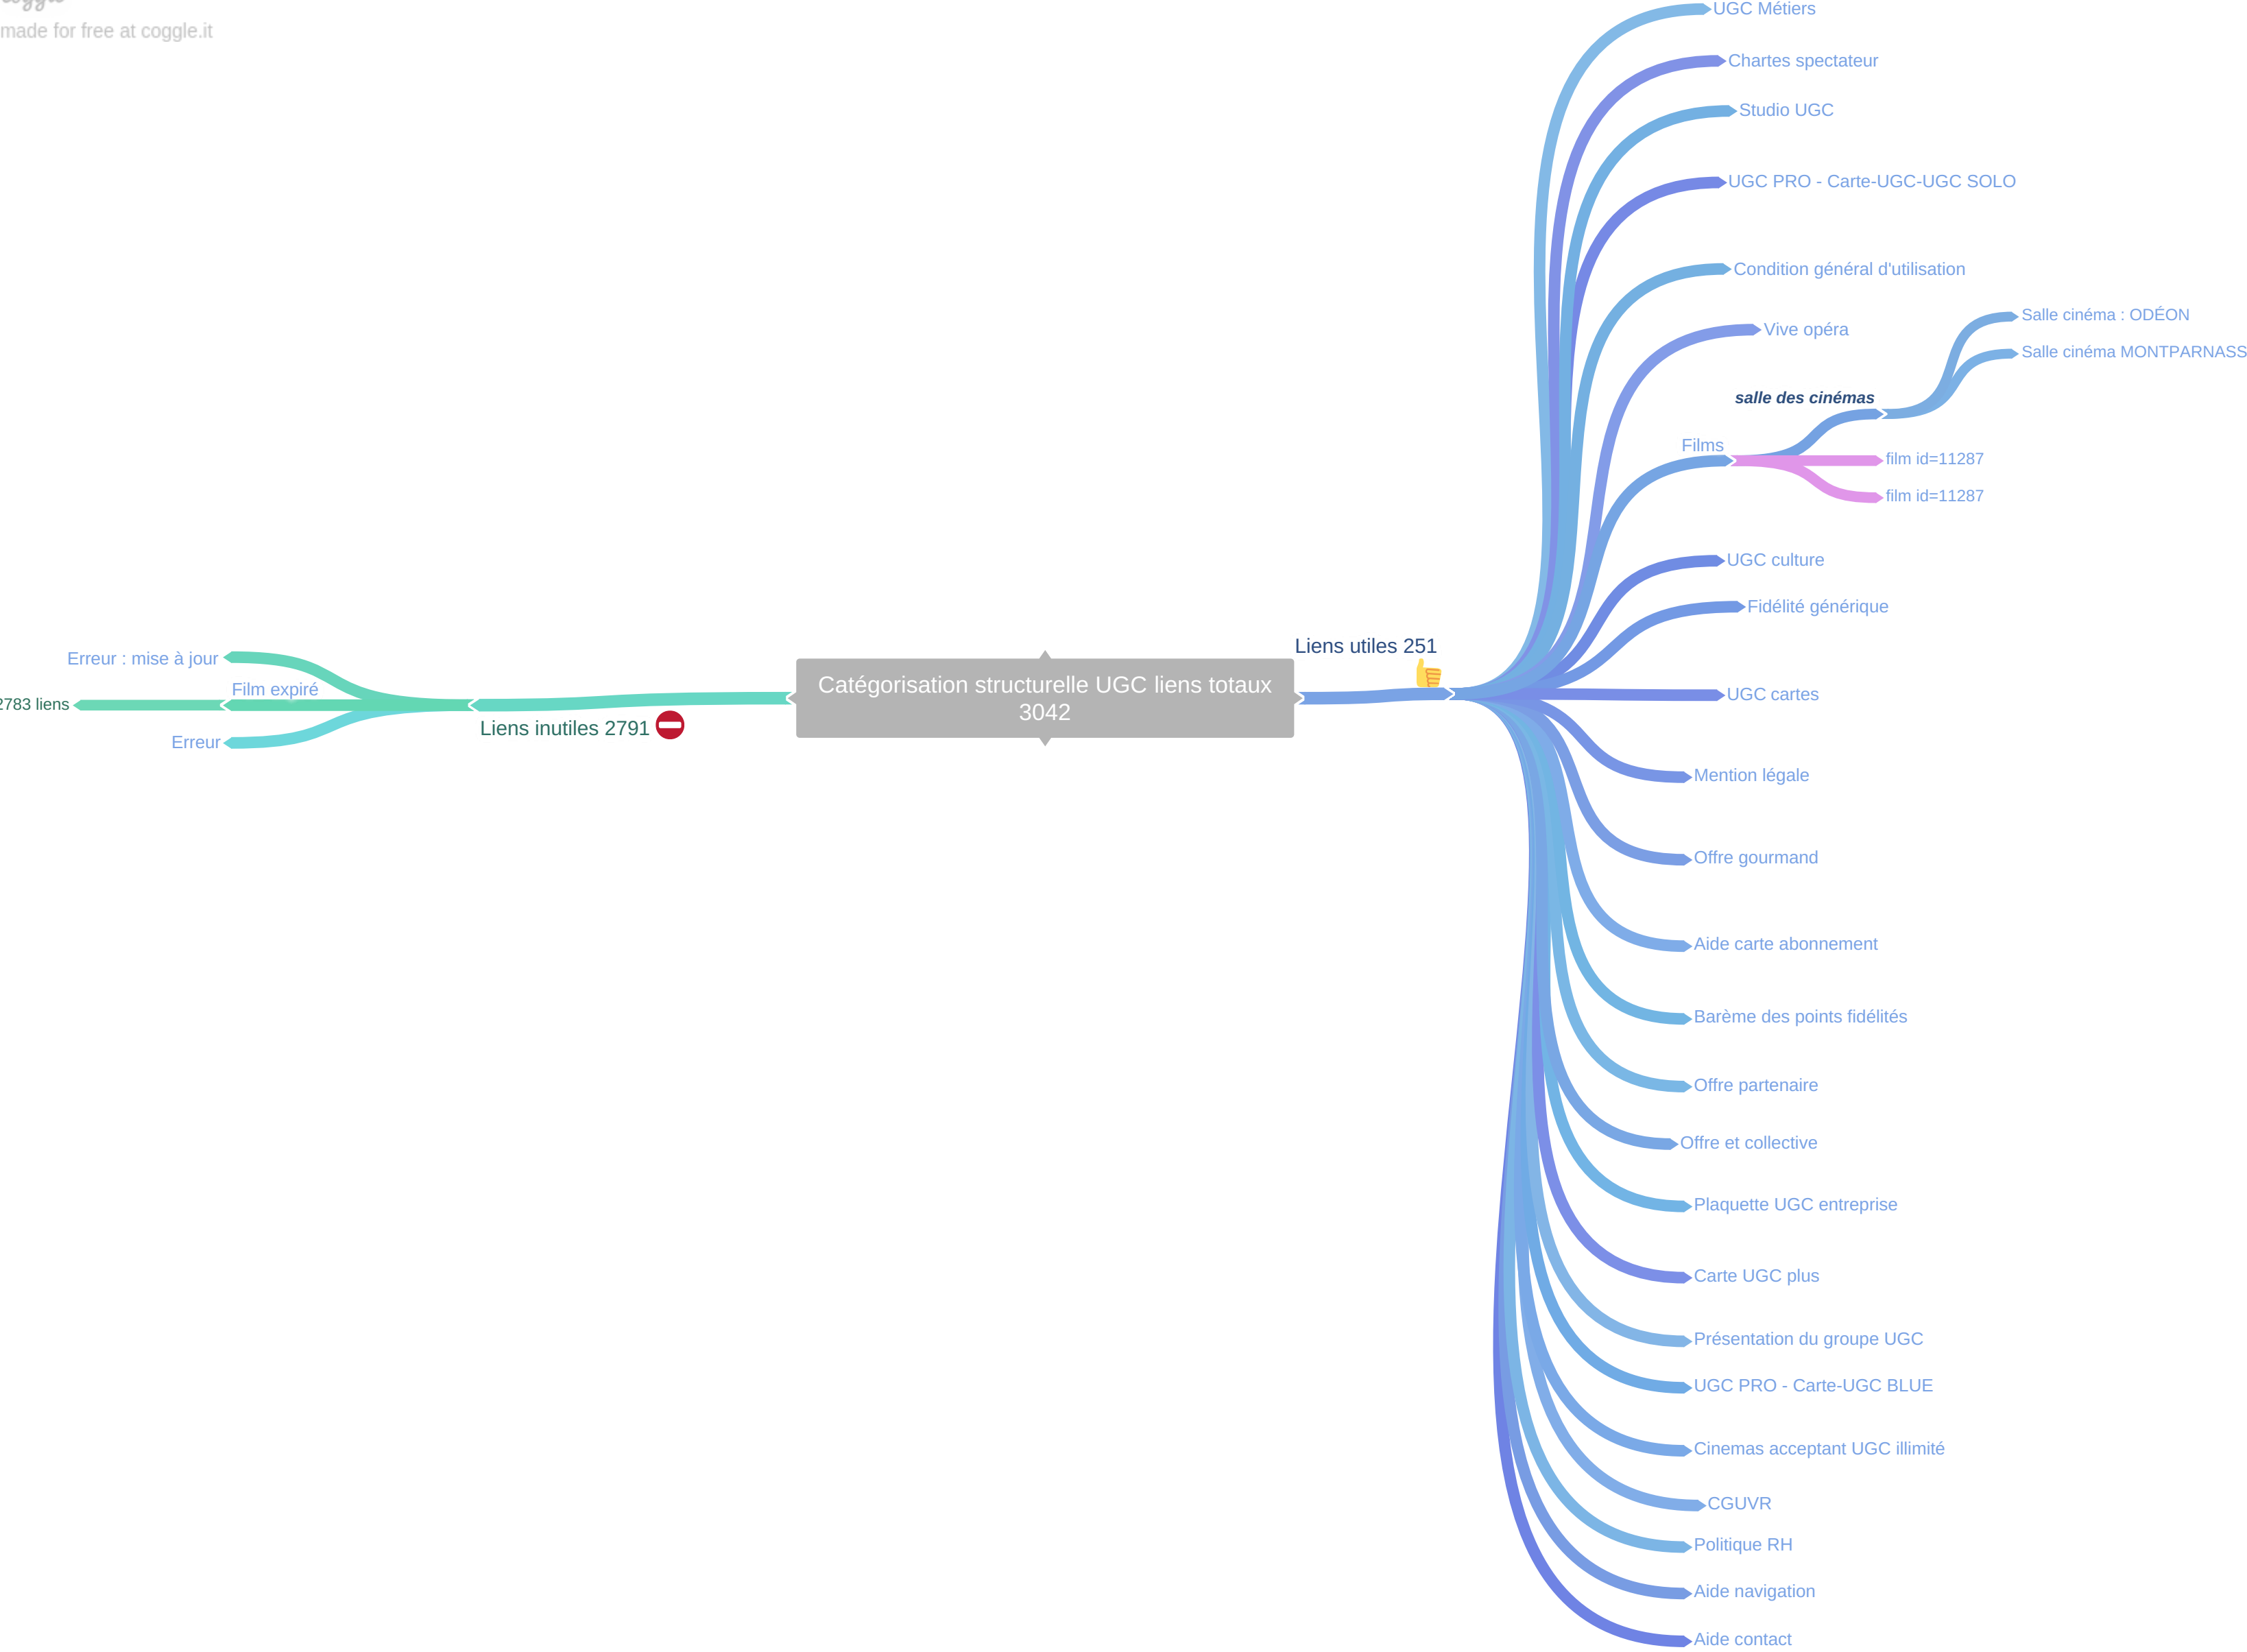 made for free at coggle.it
Erreur : mise à jour
Film expiré
2783 liens
Erreur
Liens inutiles 2791
Catégorisation structurelle UGC liens totaux
3042
Liens utiles 251
UGC Métiers
Chartes spectateur
Studio UGC
UGC PRO - Carte-UGC-UGC SOLO
Condition général d'utilisation
Vive opéra
Films
salle des cinémas
Salle cinéma : ODÉON
Salle cinéma MONTPARNASS
film id=11287
film id=11287
UGC culture
Fidélité générique
UGC cartes
Mention légale
Offre gourmand
Aide carte abonnement
Barème des points fidélités
Offre partenaire
Offre et collective
Plaquette UGC entreprise
Carte UGC plus
Présentation du groupe UGC
UGC PRO - Carte-UGC BLUE
Cinemas acceptant UGC illimité
CGUVR
Politique RH
Aide navigation
Aide contact